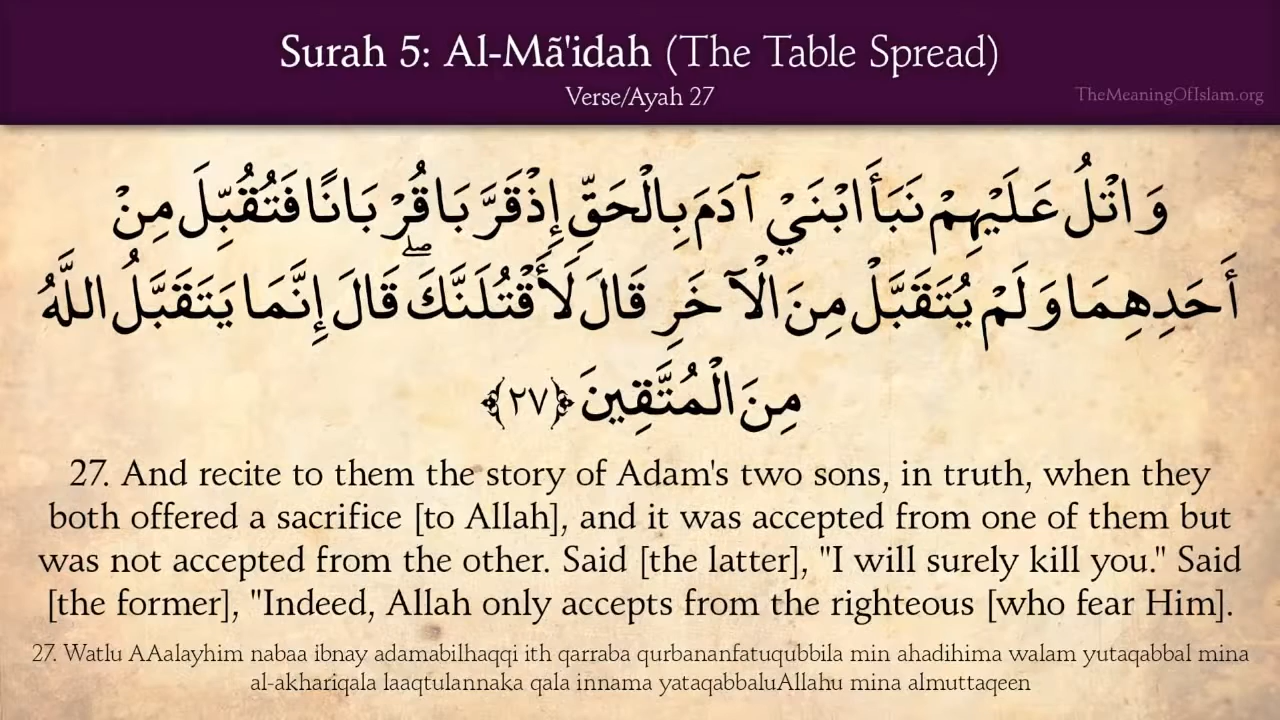 Surah 5: Al-Mã'idah (The Table Spread)
Verse/Ayah 27
TheMeaningOfIslam.org
وَاتْلُ عَلَيْهِمْ نَبَأَ ابْنَيْ آدَمَ بِالْحَقِّ إِذْ قَرَّبَا قُرْبَانًا فَتُقُبِّلَ مِنْ
أَحَدِهِمَا وَلَمْ يُتَقَبَّلْ مِنَ الْآخَرِ قَالَ لَأَقْتُلَنَّكَ ۖ قَالَ إِنَّمَا يَتَقَبَّلُ اللَّهُ
مِنَ الْمُتَّقِينَ ﴿٢٧﴾
27. And recite to them the story of Adam's two sons, in truth, when they
both offered a sacrifice [to Allah], and it was accepted from one of them but
was not accepted from the other. Said [the latter], "I will surely kill you." Said
[the former], "Indeed, Allah only accepts from the righteous [who fear Him].
27. Watlu AAalayhim nabaa ibnay adamabilhaqqi ith qarraba qurbananfatuqubbila min ahadihima walam yutaqabbal mina
al-akhariqala laaqtulannaka qala innama yataqabbaluAllahu mina almuttaqeen